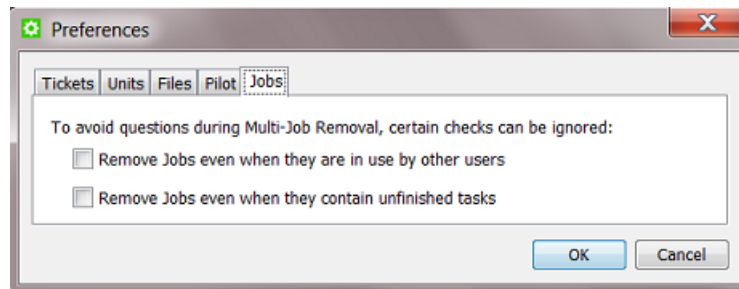 Preferences
Tickets Units Files Pilot Jobs
To avoid questions during Multi-Job Removal, certain checks can be ignored:
Remove Jobs even when they are in use by other users
Remove Jobs even when they contain unfinished tasks
OK Cancel